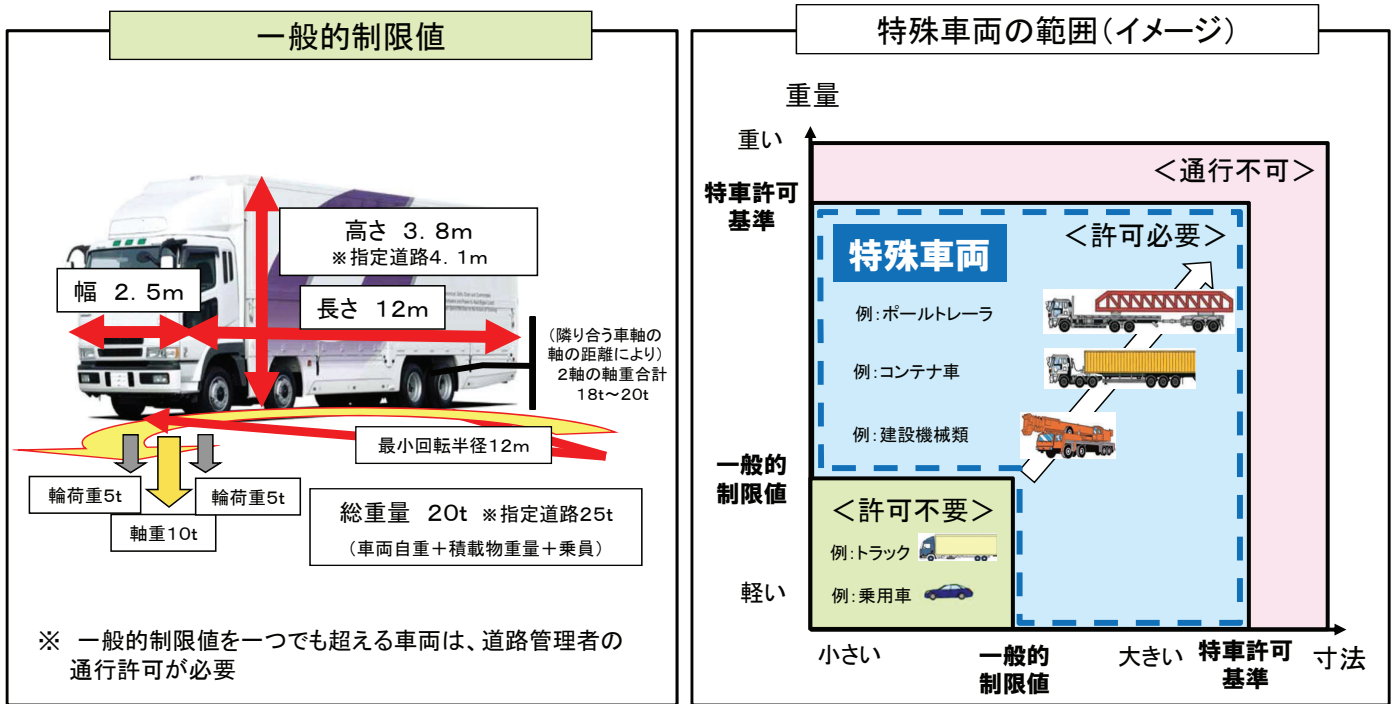 一般的制限値
高さ 3.8m
※指定道路4.1m
幅 2.5m
長さ 12m
(隣り合う車軸の
軸の距離により)
2軸の軸重合計
18t～20t
最小回転半径12m
輪荷重5t
輪荷重5t
軸重10t
総重量 20t ※指定道路25t
(車両自重＋積載物重量＋乗員)
※ 一般的制限値を一つでも超える車両は、道路管理者の
通行許可が必要
特殊車両の範囲(イメージ)
重量
重い
＜通行不可＞
特車許可
基準
＜許可必要＞
特殊車両
例:ポールトレーラ
例:コンテナ車
例:建設機械類
一般的
制限値
＜許可不要＞
例:トラック
例:乗用車
軽い
小さい
一般的
制限値
大きい
特車許可
基準
寸法